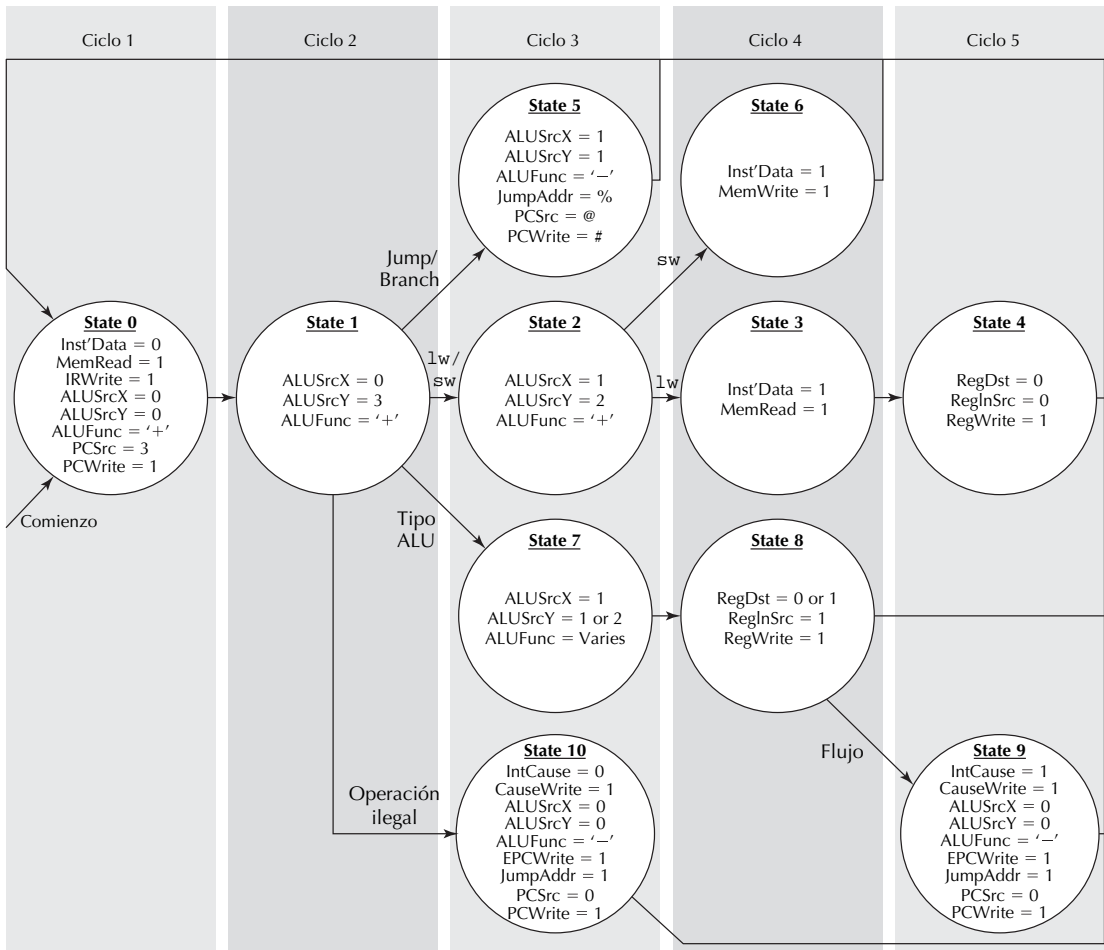 Ciclo 1
Ciclo 2
Ciclo 3
Ciclo 4
Ciclo 5
State 5
ALUSrcX = 1
ALUSrcY = 1
ALUFunc = ‘−’
JumpAddr = %
PCSrc = @
PCWrite = #
State 6
Inst’Data = 1
MemWrite = 1
Jump/
Branch
sw
State 0
Inst’Data = 0
MemRead = 1
IRWrite = 1
ALUSrcX = 0
ALUSrcY = 0
ALUFunc = ‘+’
PCSrc = 3
PCWrite = 1
State 1
ALUSrcX = 0
ALUSrcY = 3
ALUFunc = ‘+’
lw/
sw
State 2
ALUSrcX = 1
ALUSrcY = 2
ALUFunc = ‘+’
lw
State 3
Inst’Data = 1
MemRead = 1
State 4
RegDst = 0
RegInSrc = 0
RegWrite = 1
Comienzo
Tipo
ALU
State 7
ALUSrcX = 1
ALUSrcY = 1 or 2
ALUFunc = Varies
State 8
RegDst = 0 or 1
RegInSrc = 1
RegWrite = 1
Flujo
Operación
ilegal
State 10
IntCause = 0
CauseWrite = 1
ALUSrcX = 0
ALUSrcY = 0
ALUFunc = ‘−’
EPCWrite = 1
JumpAddr = 1
PCSrc = 0
PCWrite = 1
State 9
IntCause = 1
CauseWrite = 1
ALUSrcX = 0
ALUSrcY = 0
ALUFunc = ‘−’
EPCWrite = 1
JumpAddr = 1
PCSrc = 0
PCWrite = 1